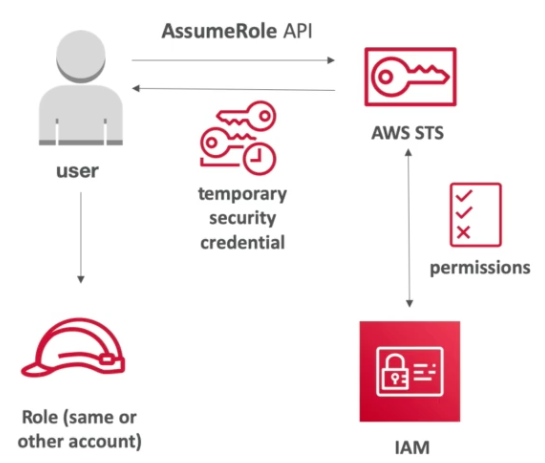 AssumeRole API
AWS STS
user
temporary
security
credential
permissions
Role (same or
other account)
IAM